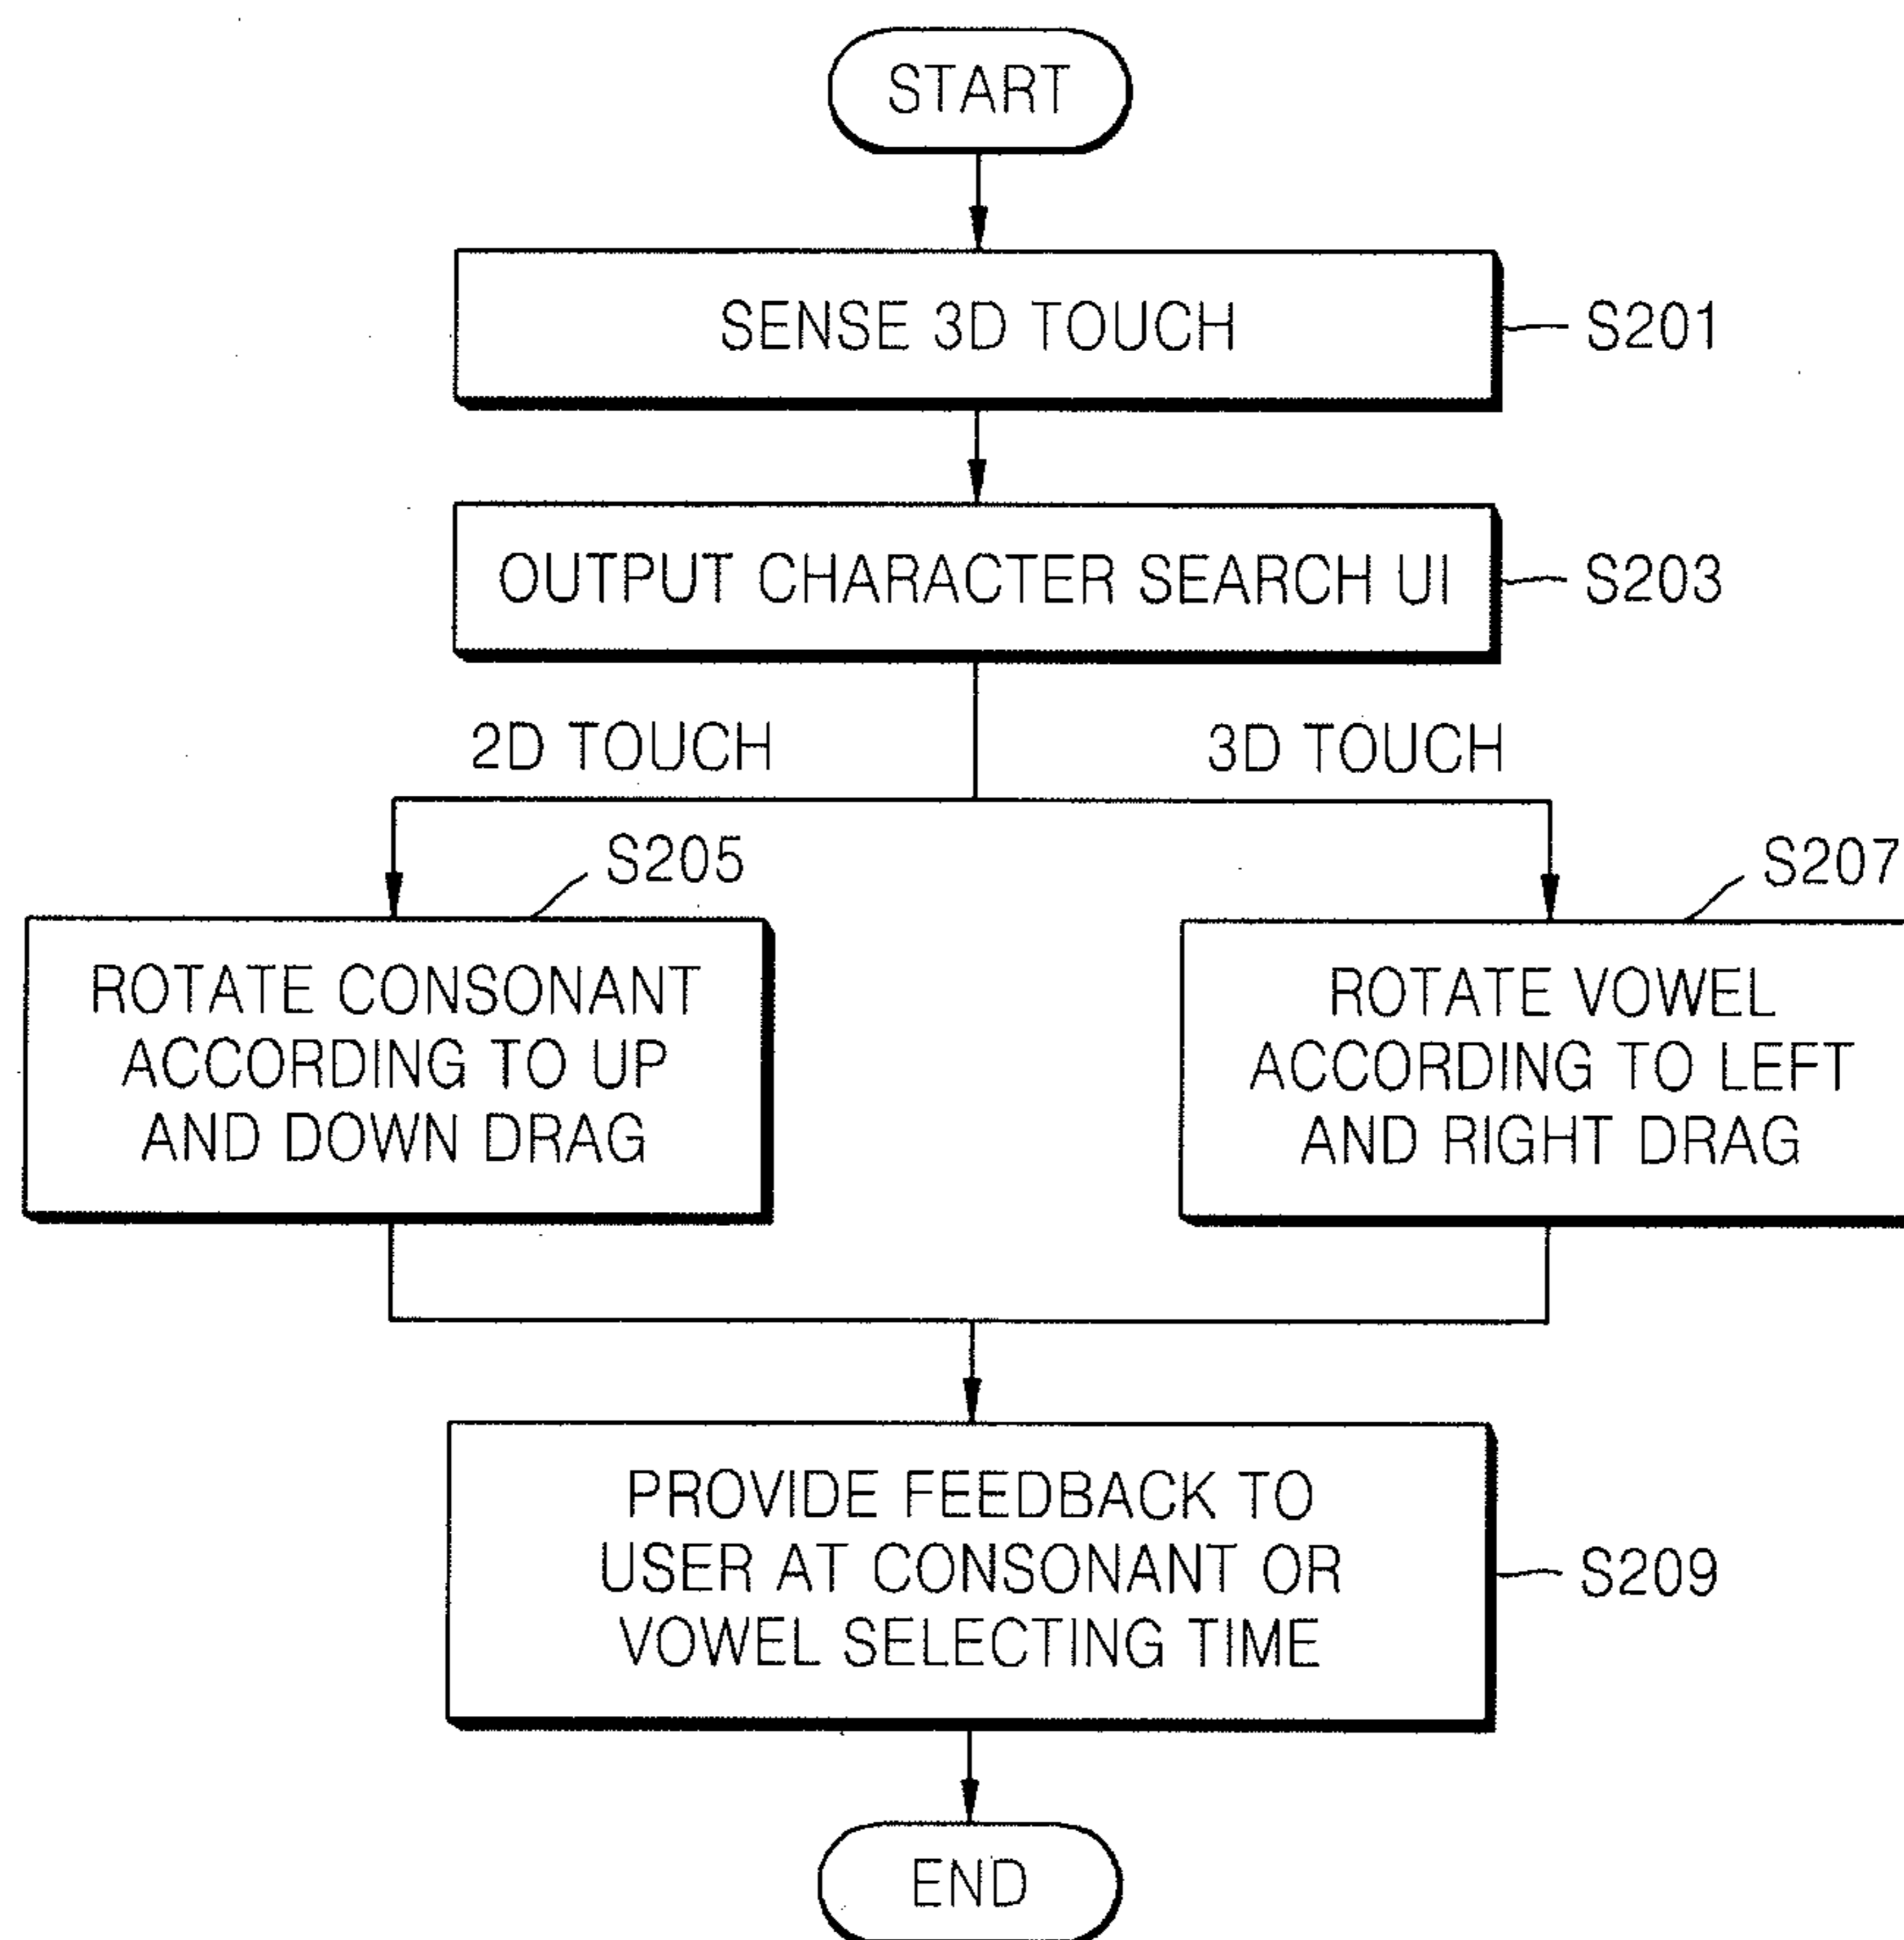 START
SENSE 3D TOUCH
S201
OUTPUT CHARACTER SEARCH UI
S203
2D TOUCH
3D TOUCH
S205
S207
ROTATE CONSONANT
ACCORDING TO UP
AND DOWN DRAG
ROTATE VOWEL
ACCORDING TO LEFT
AND RIGHT DRAG
PROVIDE FEEDBACK TO
USER AT CONSONANT OR
VOWEL SELECTING TIME
S209
END